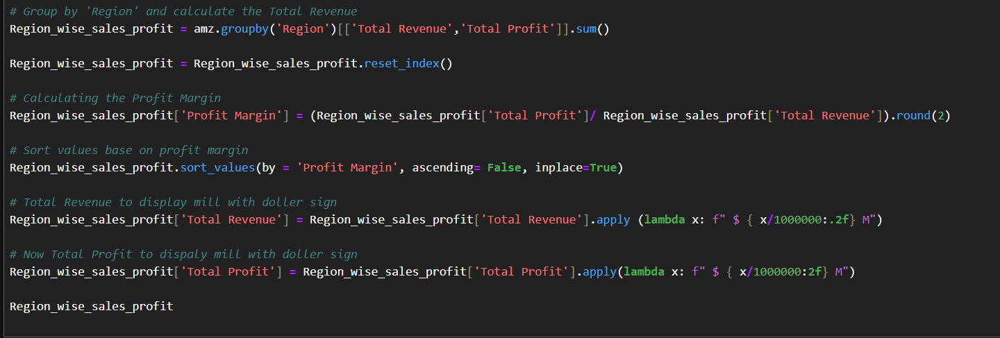 # Group by 'Region' and calculate the Total Revenue
Region_wise_sales_profit = amz.groupby('Region')[['Total Revenue','Total Profit']].sum()
Region_wise_sales_profit = Region_wise_sales_profit.reset_index()
# Calculating the Profit Margin
Region_wise_sales_profit['Profit Margin'] = (Region_wise_sales_profit['Total Profit']/ Region_wise_sales_profit['Total Revenue']).round(2)
# Sort values base on profit margin
Region_wise_sales_profit.sort_values(by = 'Profit Margin', ascending= False, inplace=True)
# Total Revenue to display mill with doller sign
Region_wise_sales_profit['Total Revenue'] = Region_wise_sales_profit['Total Revenue'].apply (lambda x: f" $ { x/1000000:.2f} M")
# Now Total Profit to dispaly mill with doller sign
Region_wise_sales_profit['Total Profit'] = Region_wise_sales_profit['Total Profit'].apply(lambda x: f" $ { x/1000000:2f} M")
Region_wise_sales_profit